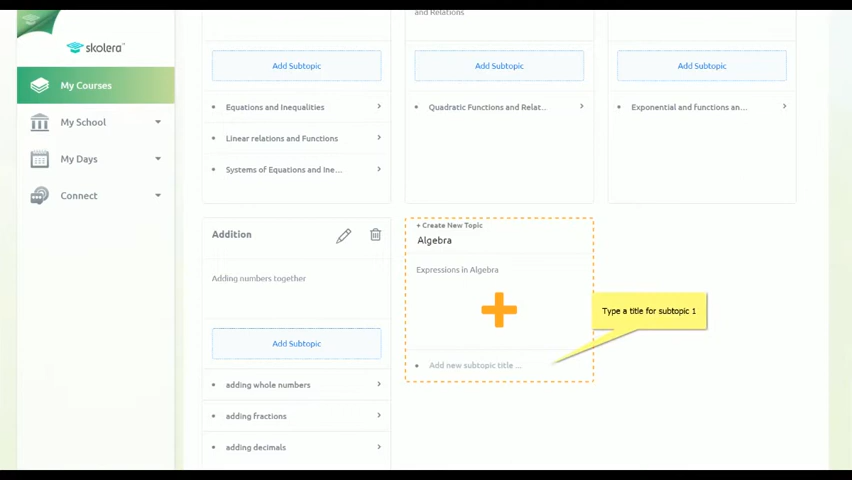 and Relations
skolera
My Courses
My School
My Days
Connect
Add Subtopic
Equations and Inequalities
Linear relations and Functions
Systems of Equations and Ine...
Add Subtopic
Quadratic Functions and Relat...
Add Subtopic
Exponential and functions an...
Addition
Adding numbers together
Add Subtopic
adding whole numbers
adding fractions
adding decimals
+ Create New Topic
Algebra
Expressions in Algebra
Add new subtopic title ...
Type a title for subtopic 1